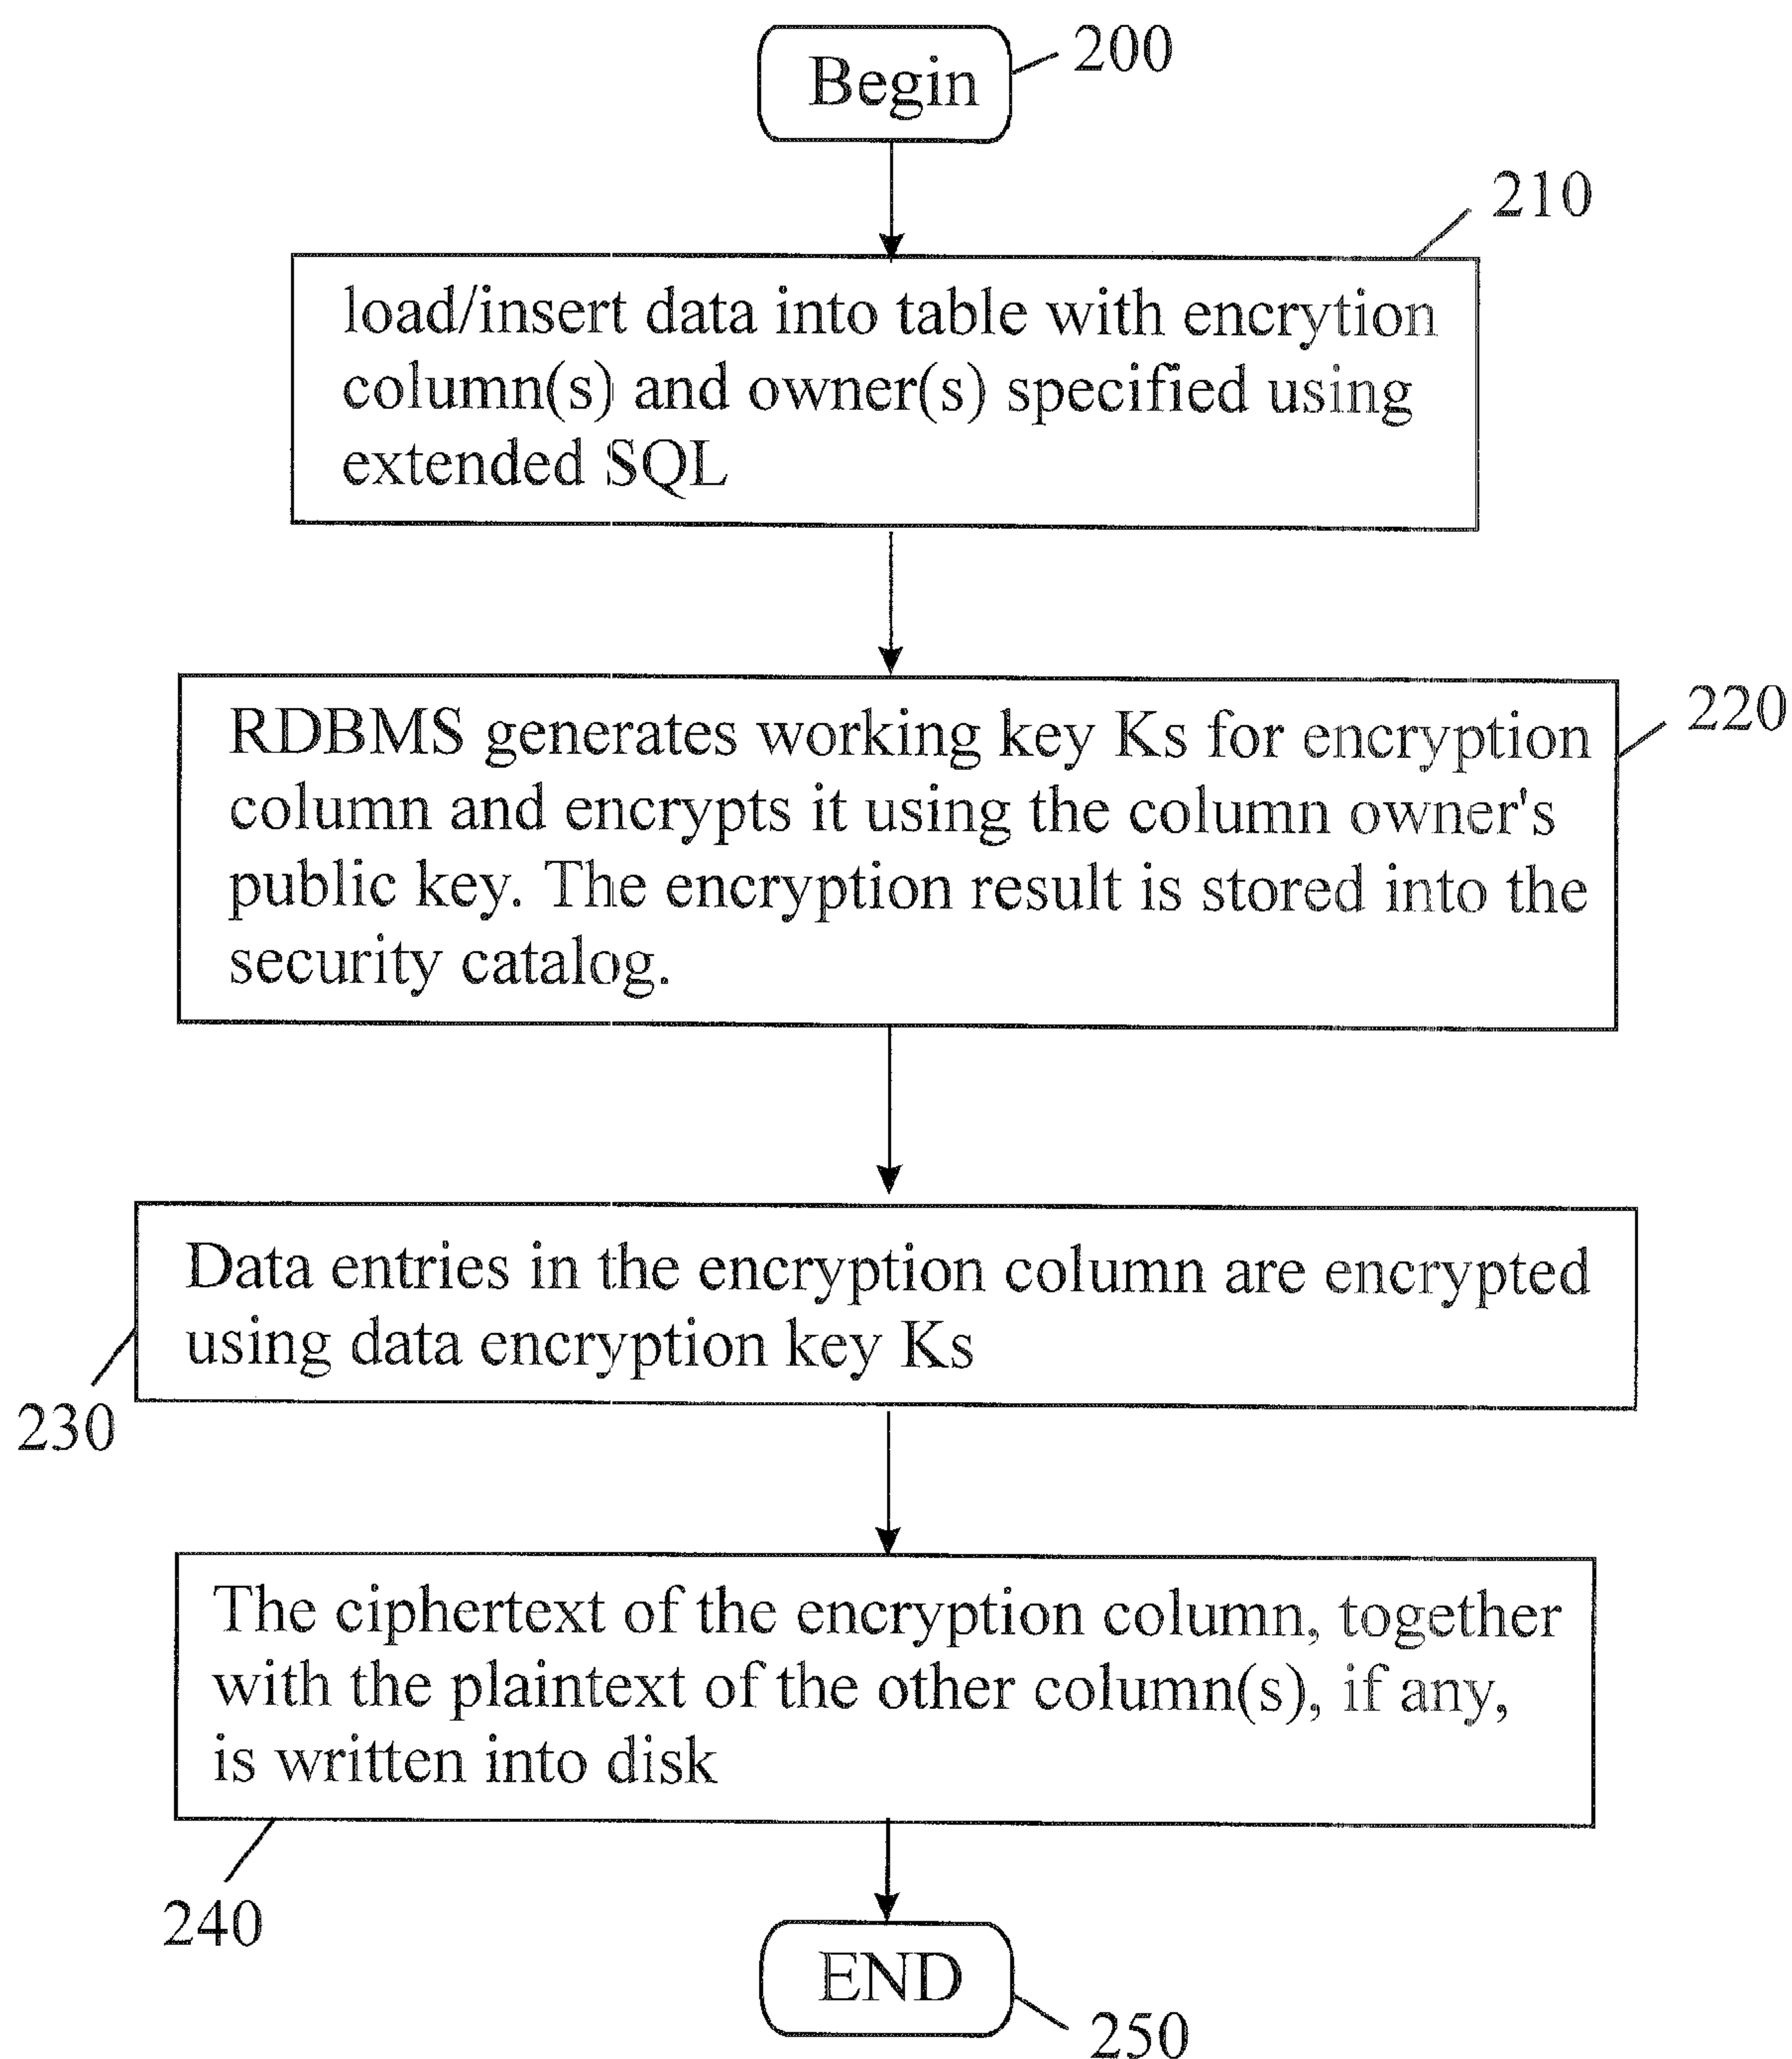 Begin
200
210
load/insert data into table with encrytion
column(s) and owner(s) specified using
extended SQL
220
RDBMS generates working key Ks for encryption
column and encrypts it using the column owner's
public key. The encryption result is stored into the
security catalog.
Data entries in the encryption column are encrypted
using data encryption key Ks
230
The ciphertext of the encryption column, together
with the plaintext of the other column(s), if any,
is written into disk
240
END
250